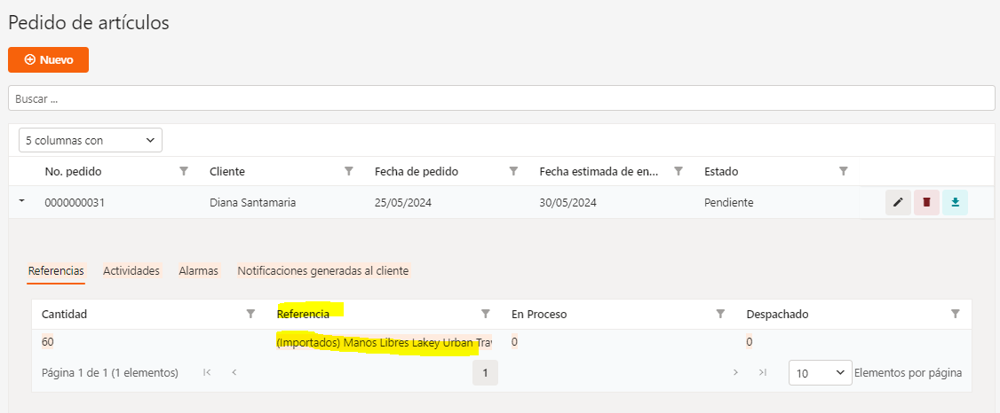 Pedido de artículos
Nuevo
Buscar ...
5 columnas con
No. pedido Cliente Fecha de pedido Fecha estimada de en... Estado
0000000031 Diana Santamaria 25/05/2024 30/05/2024 Pendiente
Referencias Actividades Alarmas Notificaciones generadas al cliente
Cantidad Referencia En Proceso Despachado
60 (Importados) Manos Libres Lakey Urban Trav 0 0
Página 1 de 1 (1 elementos) 1 10 Elementos por página